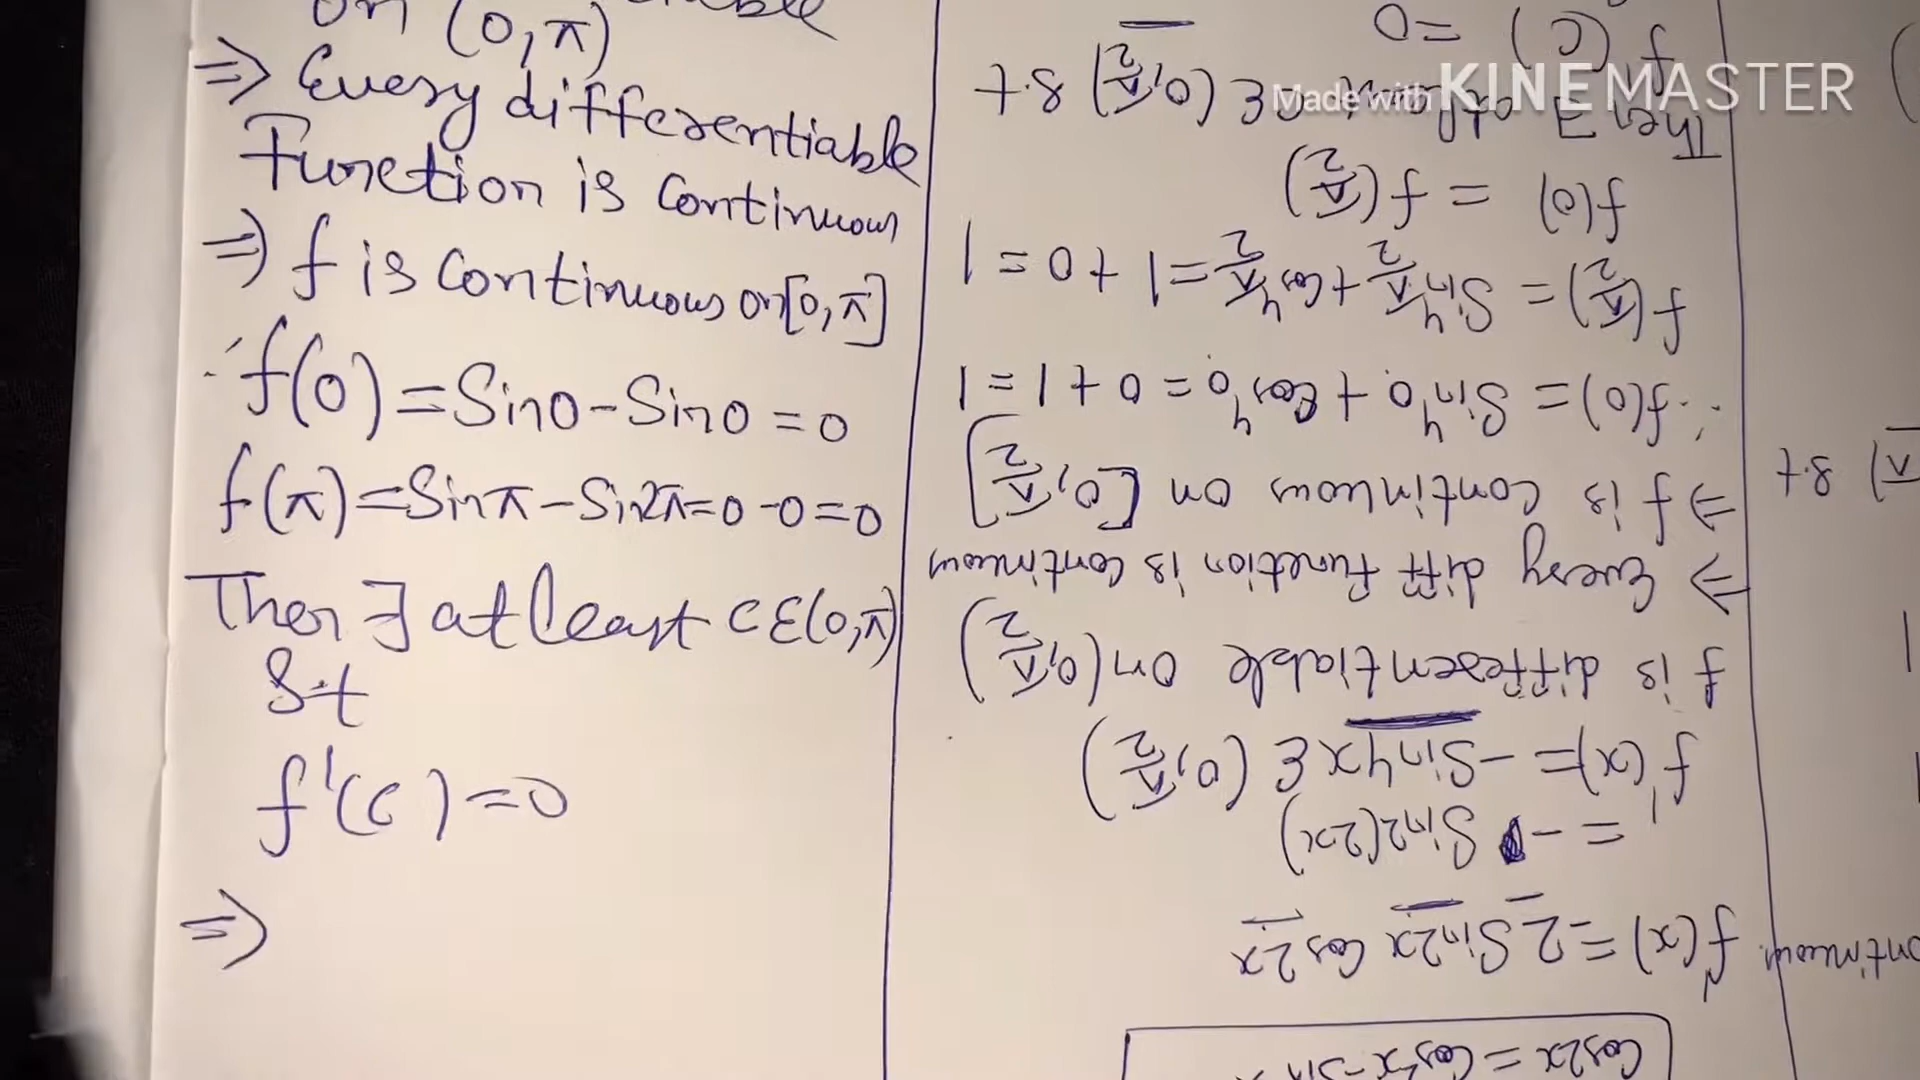 on (0,π)
⇒ Every differentiable
Function is continuous
⇒ f is continuous on [0,π]
∴ f(0) = Sin0 - Sin0 = 0
f(π) = Sinπ - Sin2π = 0 - 0 = 0
Then ∃ at least c ε (0,π)
S.t
f'(c) = 0
⇒
Made with KINEMASTER
Cos2x = Cos²x - Sin
f'(x) = -2 Sin2x Cos2x
= - Sin2(2x)
f'(x) = -Sin4x ε (0, π/2)
f is differentiable on (0, π/2)
⇒ Every diff function is continuous
⇒ f is continuous on [0, π/2]
∴ f(0) = Sin⁴0 + Cos⁴0 = 0 + 1 = 1
f(π/2) = Sin⁴π/2 + Cos⁴π/2 = 1 + 0 = 1
f(0) = f(π/2)
Then ∃ ε (0, π/2) s.t
f'(c) = 0
π) s.t